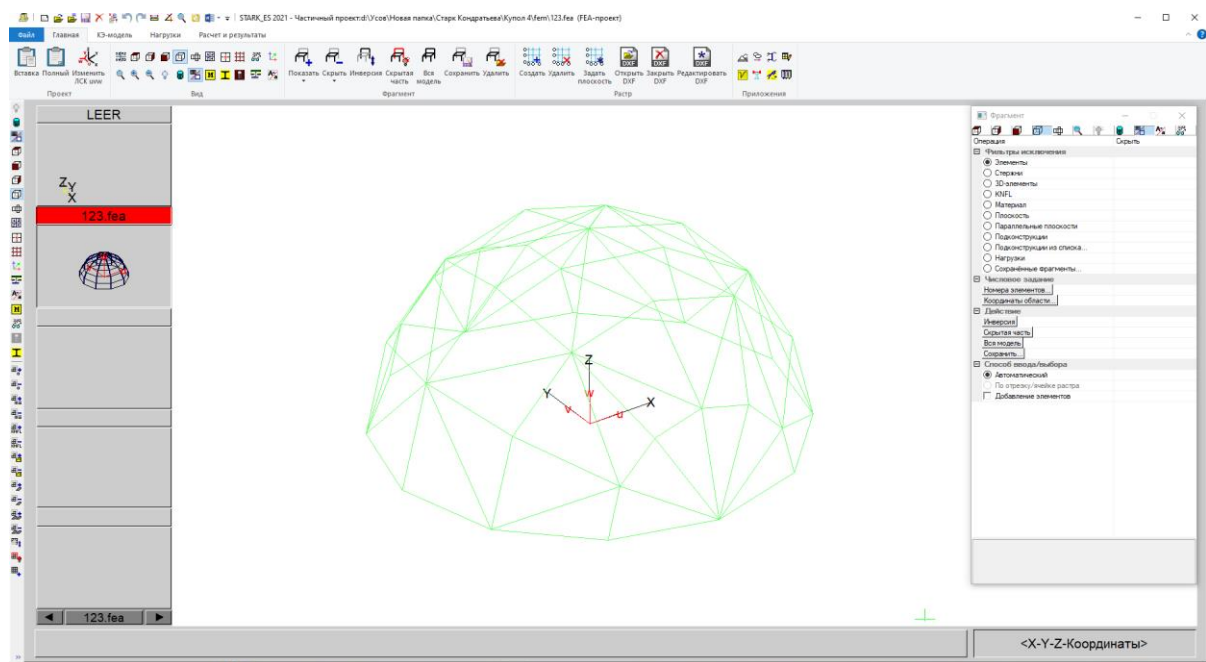 STARK_ES 2021 - Частичный проект:d:\Усов\Новая папка\Старк Кондратьева\Купол 4\fem\123.fea (FEA-проект)
Файл Главная КЭ-модель Нагрузки Расчет и результаты
Вставка Полный Изменить ЛСК uvw
Показать Скрыть Инверсия Скрытая часть Вся модель Сохранить Удалить
Создать Удалить Задать плоскость Открыть DXF Закрыть DXF Редактировать DXF
Проект Вид Фрагмент Растр Приложения
LEER
Z Y
X
123.fea
Z
Y
X
W
V
U
123.fea
Фрагмент
Операция Скрыть
Фильтры исключения
Элементы
Стержни
3D-элементы
KNFL
Материал
Плоскость
Параллельные плоскости
Подконструкции
Подконструкции из списка...
Нагрузки
Сохранённые фрагменты...
Числовое задание
Номера элементов...
Координаты области...
Действие
Инверсия
Скрытая часть
Вся модель
Сохранить...
Способ ввода/выбора
Автоматический
По отрезку/ячейке растра
Добавление элементов
<X-Y-Z-Координаты>